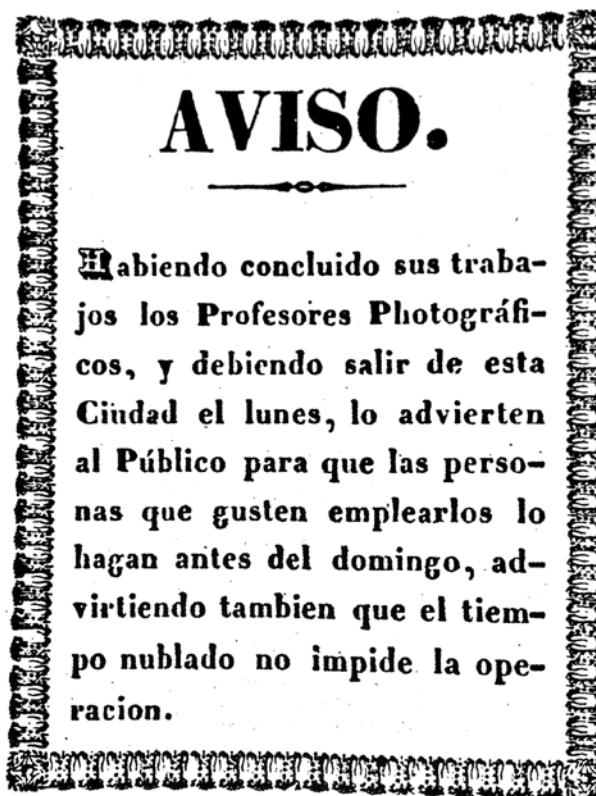 AVISO.
Habiendo concluido sus traba-
jos los Profesores Photográfi-
cos, y debiendo salir de esta
Ciudad el lunes, lo advierten
al Público para que las perso-
nas que gusten emplearlos lo
hagan antes del domingo, ad-
virtiendo tambien que el tiem-
po nublado no impide la ope-
racion.